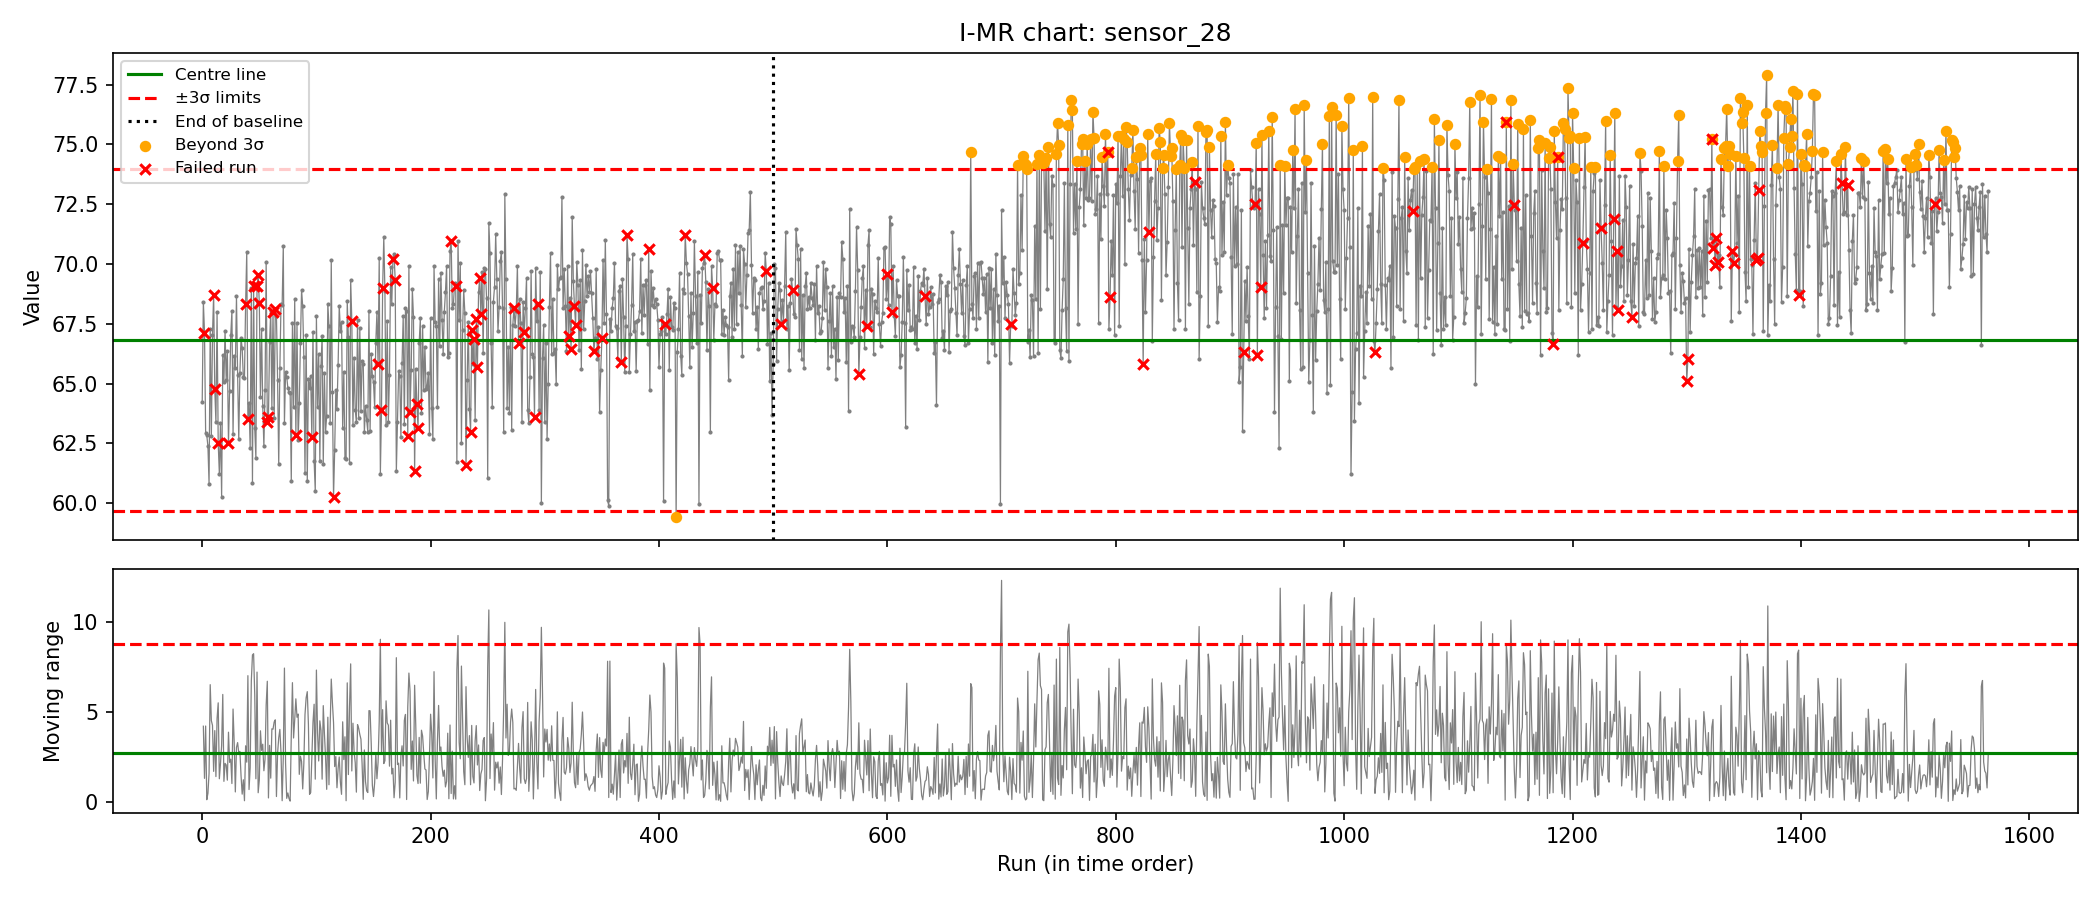 I-MR chart: sensor_28
Centre line
±3σ limits
End of baseline
Beyond 3σ
Failed run
Value
77.5
75.0
72.5
70.0
67.5
65.0
62.5
60.0
Moving range
10
5
0
0 200 400 600 800 1000 1200 1400 1600
Run (in time order)